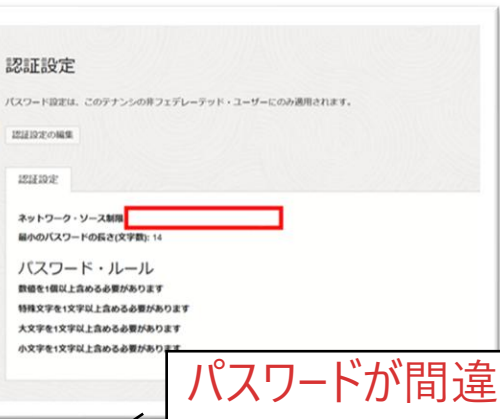 認証設定
パスワード設定は、このテナンシの非フェデレーテッド・ユーザーにのみ適用されます。
認証設定の編集
認証設定
ネットワーク・ソース制限
最小のパスワードの長さ(文字数): 14
パスワード・ルール
数値を1個以上含める必要があります
特殊文字を1文字以上含める必要があります
大文字を1文字以上含める必要があります
小文字を1文字以上含める必要があります
パスワードが間違